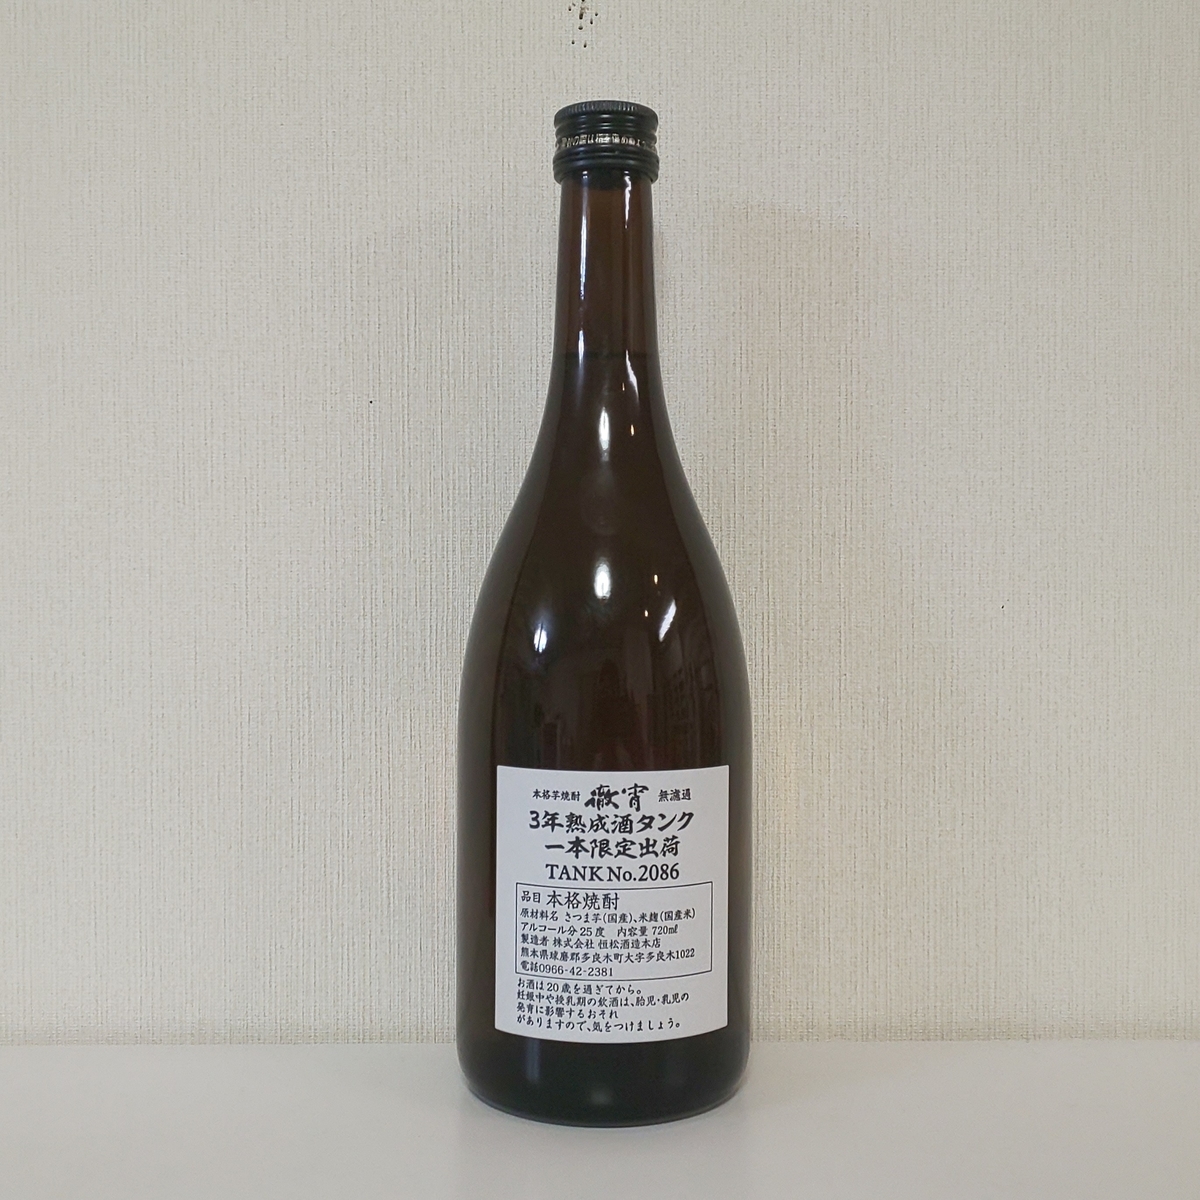 本格芋焼酎 徹宵 無濾過
3年熟成酒タンク
一本限定出荷
TANK No.2086
品目 本格焼酎
原材料名 さつま芋(国産)、米麹(国産米)
アルコール分25度 内容量720㎖
製造者 株式会社 恒松酒造本店
熊本県球磨郡多良木町大字多良木1022
電話0966-42-2381
お酒は20歳を過ぎてから。
妊娠中や授乳期の飲酒は、胎児・乳児の
発育に影響するおそれ
がありますので、気をつけましょう。